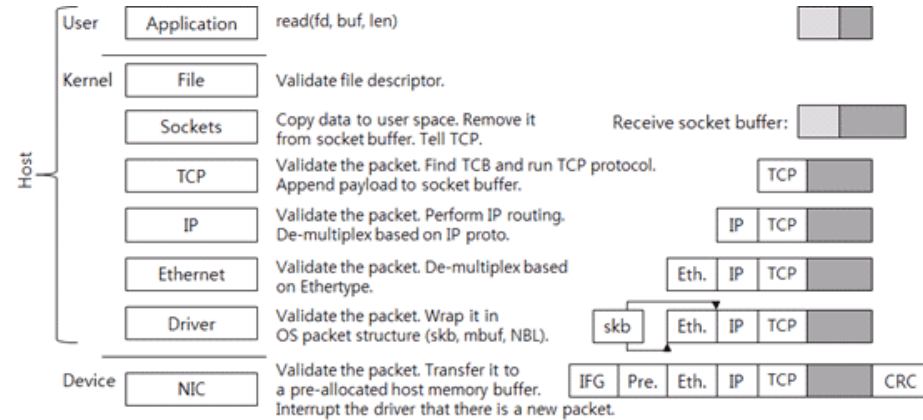 User Application read(fd, buf, len)
Kernel File Validate file descriptor.
Sockets Copy data to user space. Remove it
from socket buffer. Tell TCP.
Receive socket buffer:
Host
TCP Validate the packet. Find TCB and run TCP protocol.
Append payload to socket buffer.
TCP
IP Validate the packet. Perform IP routing.
De-multiplex based on IP proto.
IP TCP
Ethernet Validate the packet. De-multiplex based
on Ethertype.
Eth. IP TCP
Driver Validate the packet. Wrap it in
OS packet structure (skb, mbuf, NBL).
skb Eth. IP TCP
Device NIC Validate the packet. Transfer it to
a pre-allocated host memory buffer.
Interrupt the driver that there is a new packet.
IFG Pre. Eth. IP TCP CRC